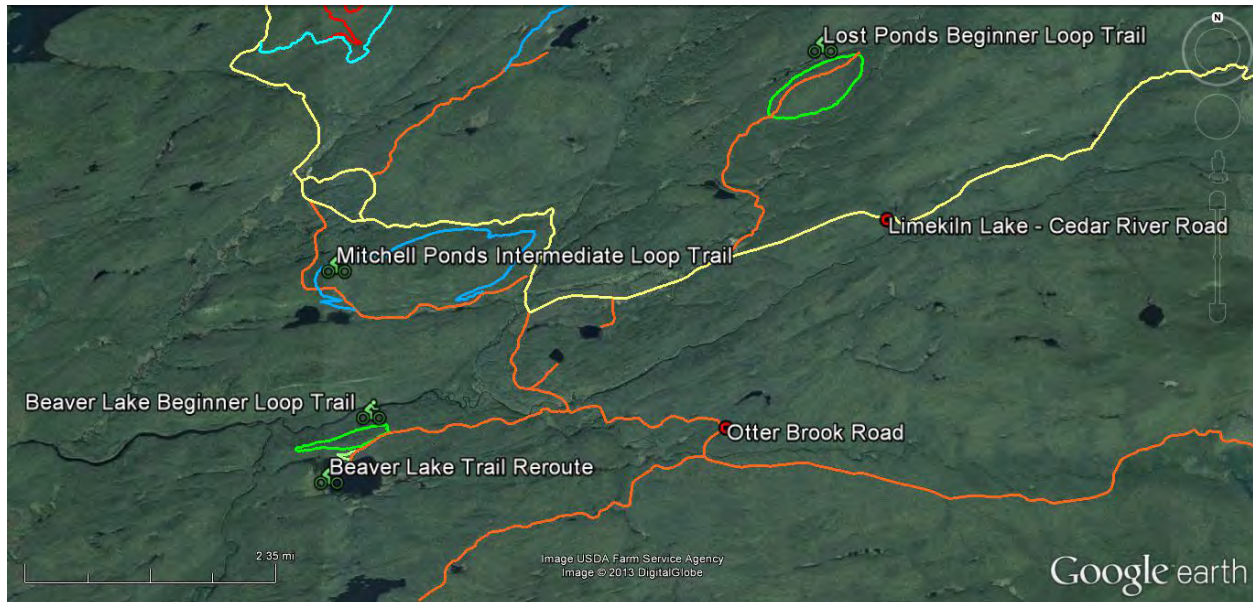 N
Lost Ponds Beginner Loop Trail
Limekiln Lake - Cedar River Road
Mitchell Ponds Intermediate Loop Trail
Beaver Lake Beginner Loop Trail
Otter Brook Road
Beaver Lake Trail Reroute
2.35 mi
Image USDA Farm Service Agency
Image © 2013 DigitalGlobe
Google earth